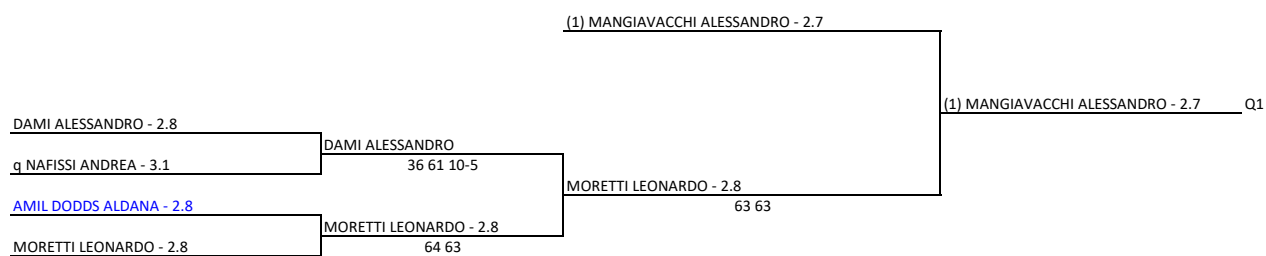 (1) MANGIAVACCHI ALESSANDRO - 2.7
(1) MANGIAVACCHI ALESSANDRO - 2.7 Q1
DAMI ALESSANDRO - 2.8
DAMI ALESSANDRO
q NAFISSI ANDREA - 3.1
36 61 10-5
MORETTI LEONARDO - 2.8
AMIL DODDS ALDANA - 2.8
63 63
MORETTI LEONARDO - 2.8
MORETTI LEONARDO - 2.8
64 63